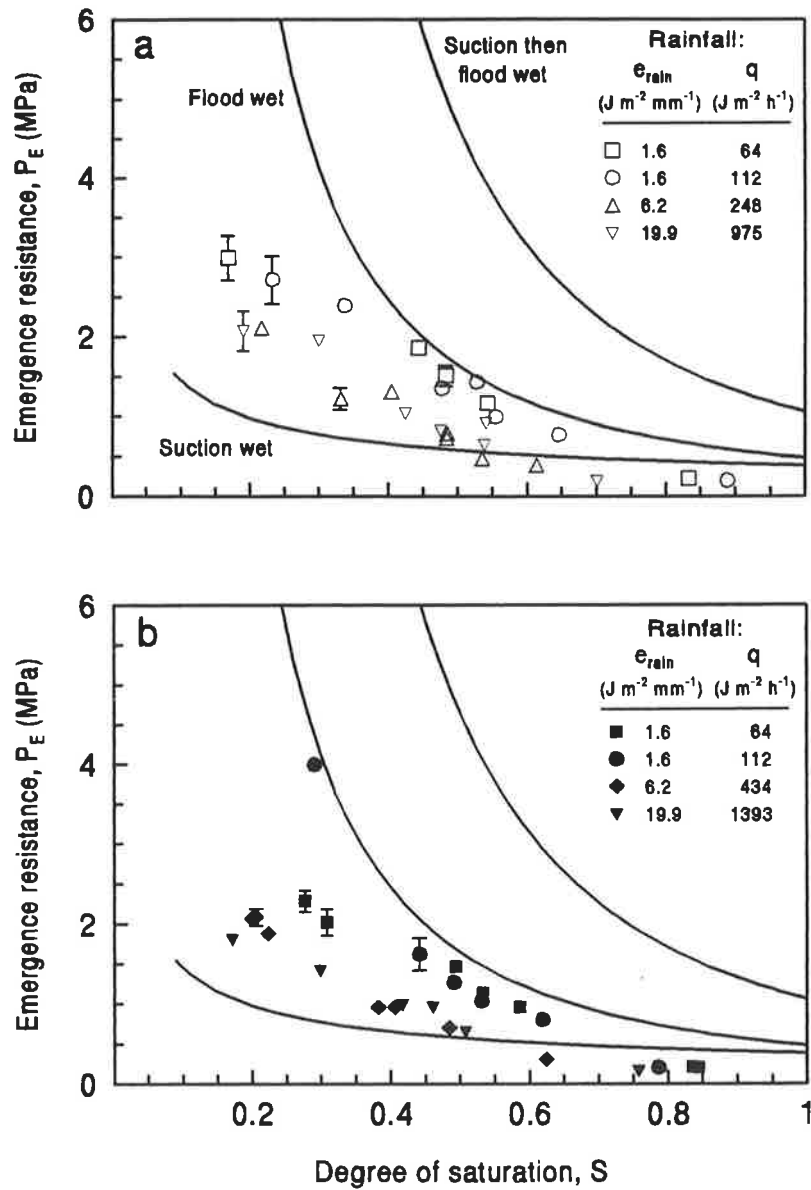 a
Emergence resistance, P_E (MPa)
6
4
2
0
Flood wet
Suction then
flood wet
Suction wet
Rainfall:
e_rain q
(J m⁻² mm⁻¹) (J m⁻² h⁻¹)
1.6 64
1.6 112
6.2 248
19.9 975
b
Emergence resistance, P_E (MPa)
6
4
2
0
Rainfall:
e_rain q
(J m⁻² mm⁻¹) (J m⁻² h⁻¹)
1.6 64
1.6 112
6.2 434
19.9 1393
0.2 0.4 0.6 0.8 1
Degree of saturation, S